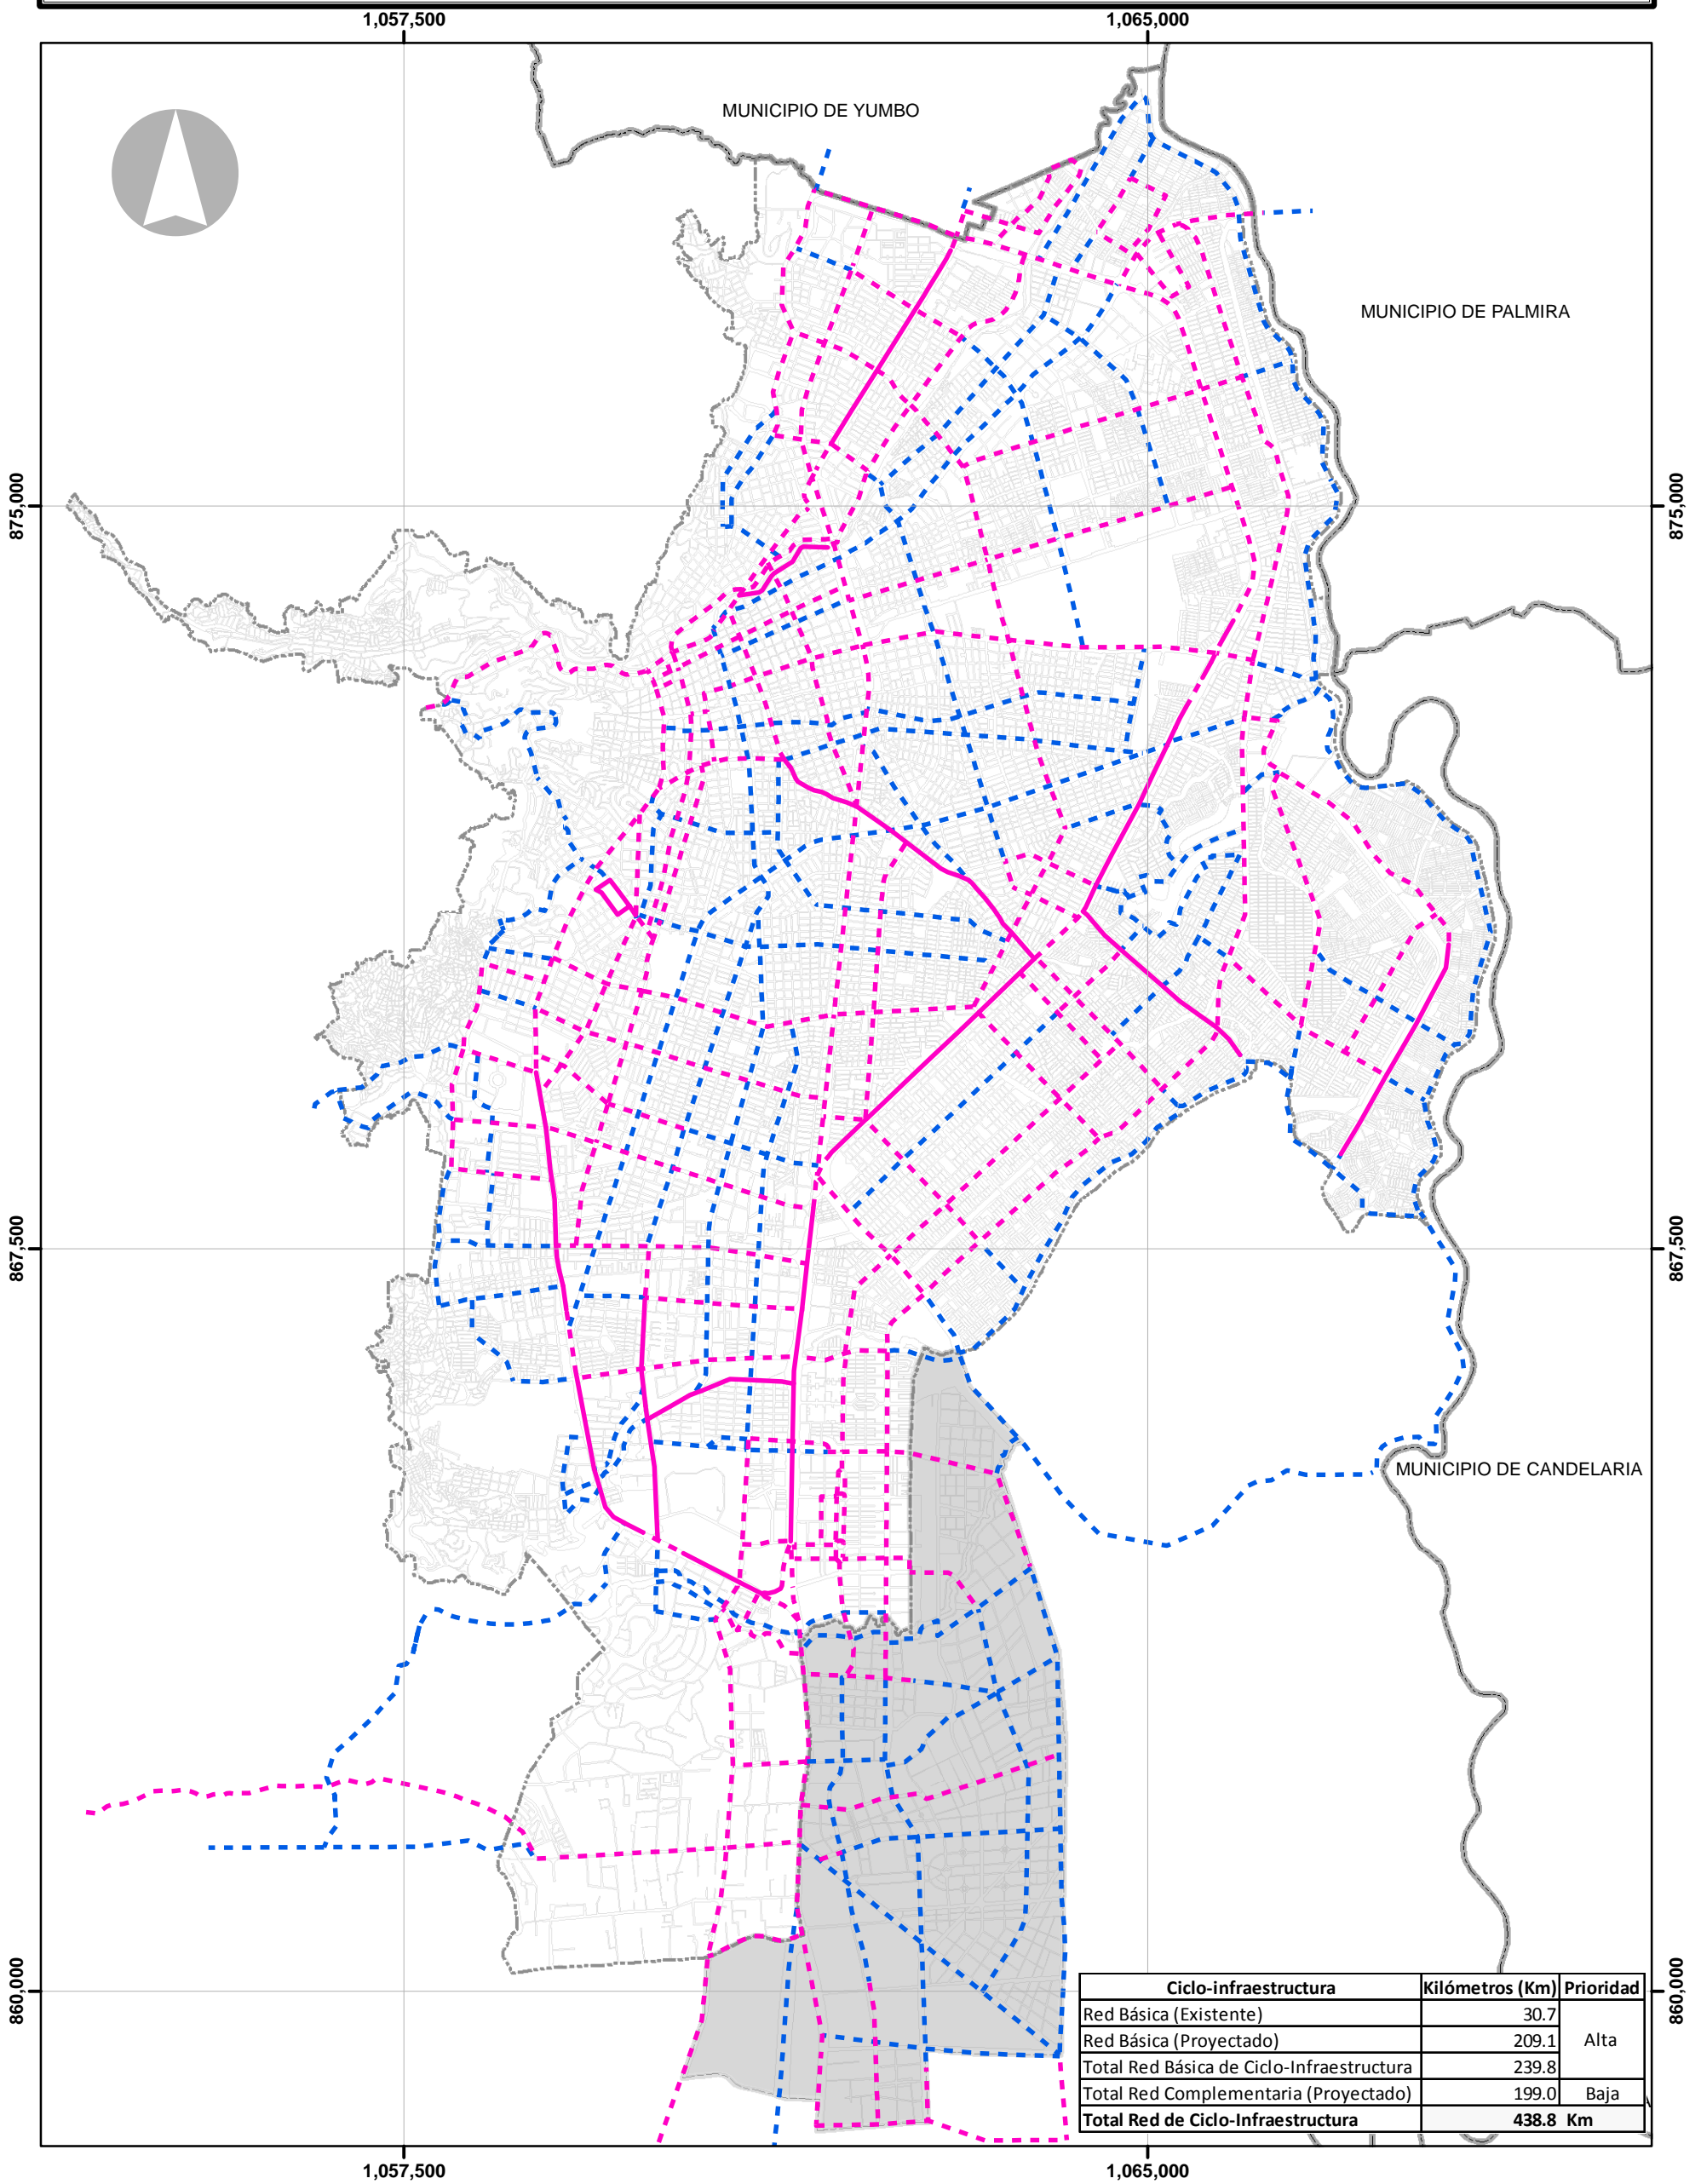 1,057,500 1,065,000
MUNICIPIO DE YUMBO
MUNICIPIO DE PALMIRA
875,000 875,000
867,500 867,500
MUNICIPIO DE CANDELARIA
860,000 860,000
Ciclo-infraestructura Kilómetros (Km) Prioridad
Red Básica (Existente) 30.7
Red Básica (Proyectado) 209.1 Alta
Total Red Básica de Ciclo-Infraestructura 239.8
Total Red Complementaria (Proyectado) 199.0 Baja
Total Red de Ciclo-Infraestructura 438.8 Km
1,057,500 1,065,000